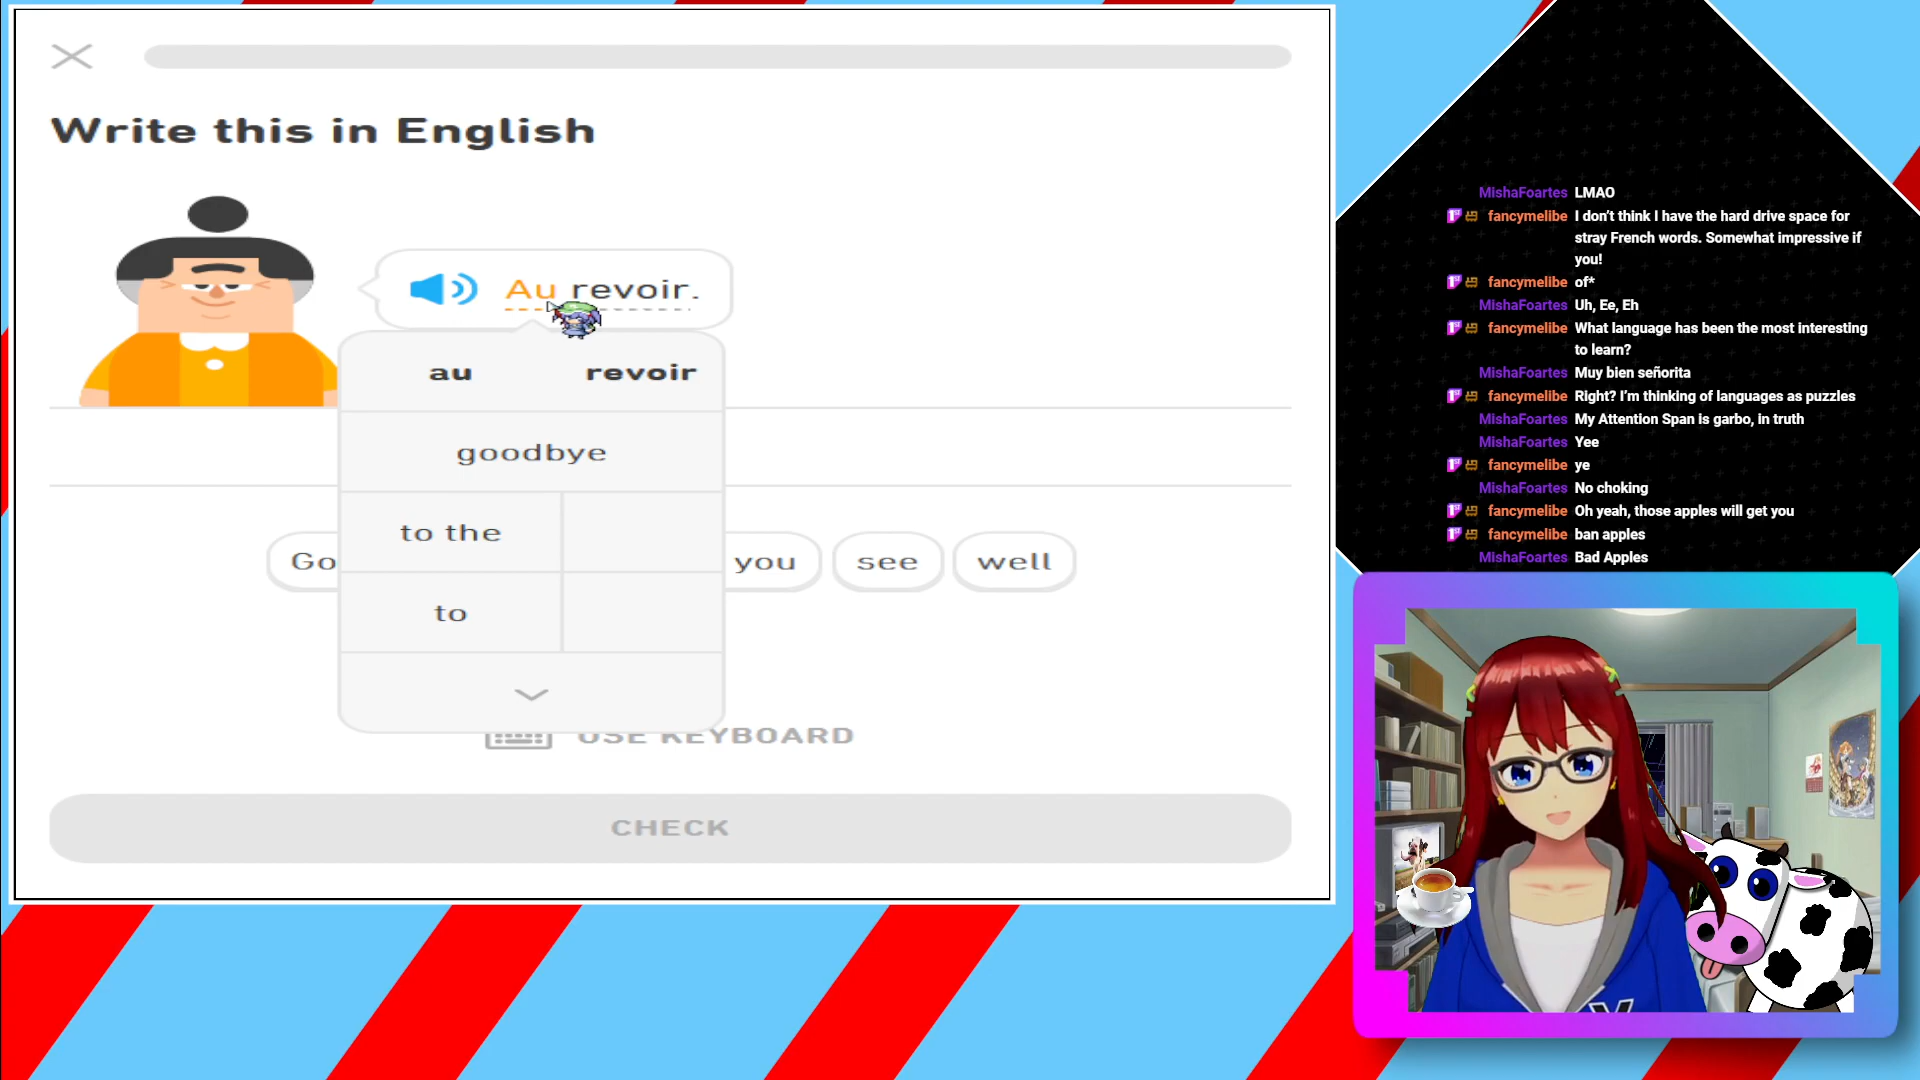 Write this in English
Au revoir.
au revoir
goodbye
to the
to
Go
you
see
well
USE KEYBOARD
CHECK
MishaFoartes LMAO
fancymelibe I don't think I have the hard drive space for
stray French words. Somewhat impressive if
you!
fancymelibe of*
MishaFoartes Uh, Ee, Eh
fancymelibe What language has been the most interesting
to learn?
MishaFoartes Muy bien señorita
fancymelibe Right? I'm thinking of languages as puzzles
MishaFoartes My Attention Span is garbo, in truth
MishaFoartes Yee
fancymelibe ye
MishaFoartes No choking
fancymelibe Oh yeah, those apples will get you
fancymelibe ban apples
MishaFoartes Bad Apples